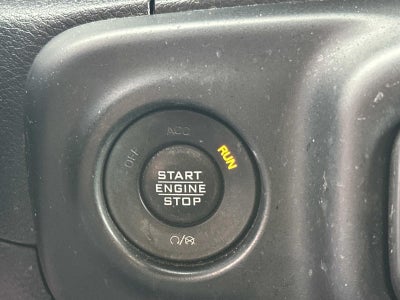 OFF
ACC
RUN
START
ENGINE
STOP